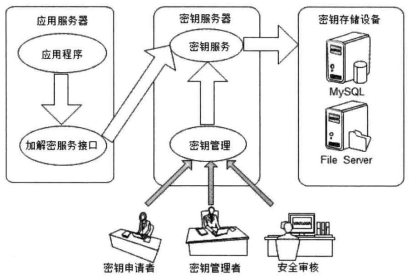 应用服务器
应用程序
加解密服务接口
密钥服务器
密钥服务
密钥管理
密钥存储设备
MySQL
File Server
密钥申请者
密钥管理者
安全审核